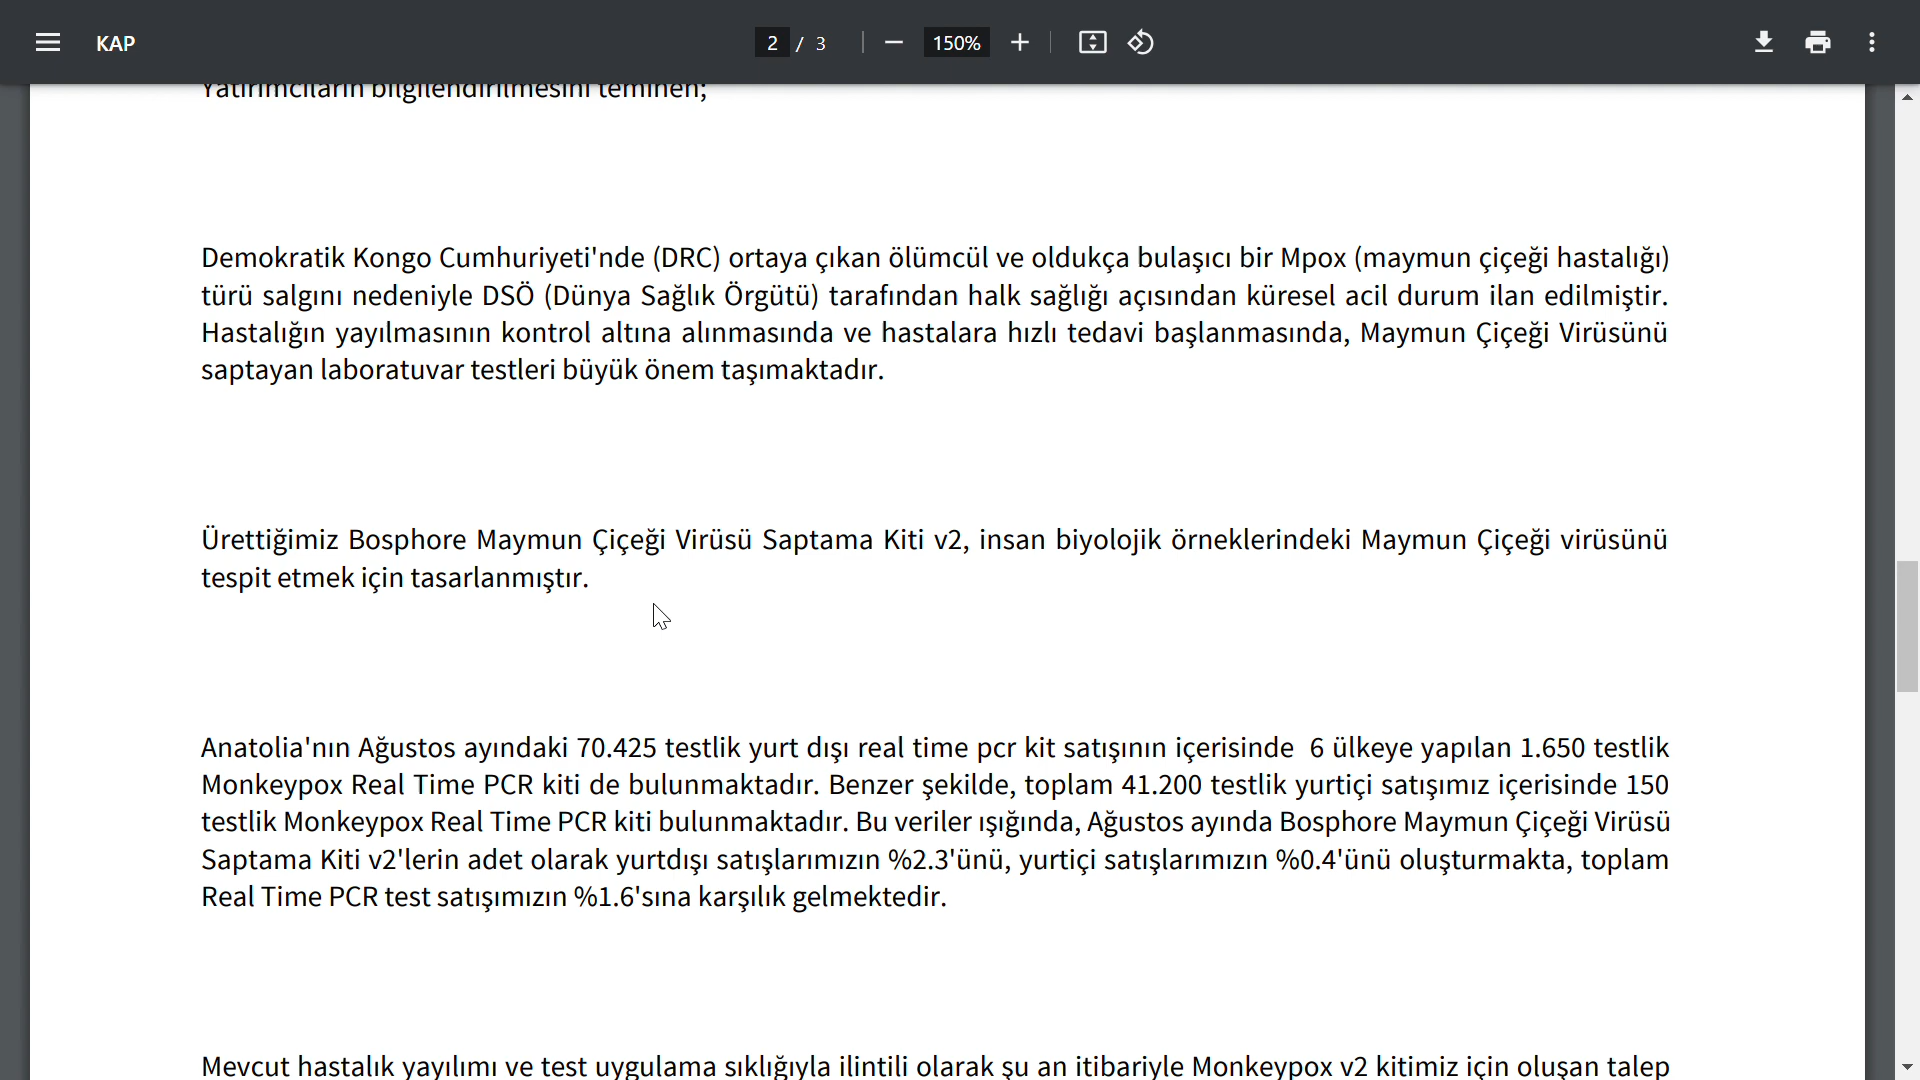 KAP
2 / 3
150%
Yatırımcıların bilgilendirilmesini teminen;
Demokratik Kongo Cumhuriyeti'nde (DRC) ortaya çıkan ölümcül ve oldukça bulaşıcı bir Mpox (maymun çiçeği hastalığı)
türü salgını nedeniyle DSÖ (Dünya Sağlık Örgütü) tarafından halk sağlığı açısından küresel acil durum ilan edilmiştir.
Hastalığın yayılmasının kontrol altına alınmasında ve hastalara hızlı tedavi başlanmasında, Maymun Çiçeği Virüsünü
saptayan laboratuvar testleri büyük önem taşımaktadır.
Ürettiğimiz Bosphore Maymun Çiçeği Virüsü Saptama Kiti v2, insan biyolojik örneklerindeki Maymun Çiçeği virüsünü
tespit etmek için tasarlanmıştır.
Anatolia'nın Ağustos ayındaki 70.425 testlik yurt dışı real time pcr kit satışının içerisinde  6 ülkeye yapılan 1.650 testlik
Monkeypox Real Time PCR kiti de bulunmaktadır. Benzer şekilde, toplam 41.200 testlik yurtiçi satışımız içerisinde 150
testlik Monkeypox Real Time PCR kiti bulunmaktadır. Bu veriler ışığında, Ağustos ayında Bosphore Maymun Çiçeği Virüsü
Saptama Kiti v2'lerin adet olarak yurtdışı satışlarımızın %2.3'ünü, yurtiçi satışlarımızın %0.4'ünü oluşturmakta, toplam
Real Time PCR test satışımızın %1.6'sına karşılık gelmektedir.
Mevcut hastalık yayılımı ve test uygulama sıklığıyla ilintili olarak şu an itibariyle Monkeypox v2 kitimiz için oluşan talep